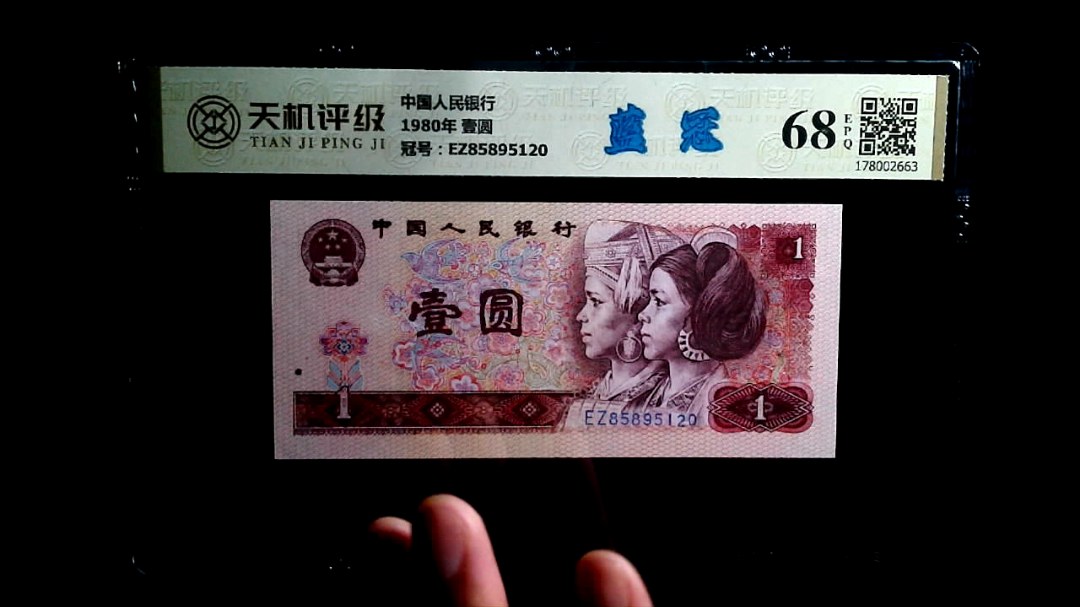 天机评级
TIAN JI PING JI
中国人民银行
1980年 壹圆
冠号：EZ85895120
蓝冠
68
EPQ
178002663
中国人民银行
1
壹圆
1
EZ85895120
1